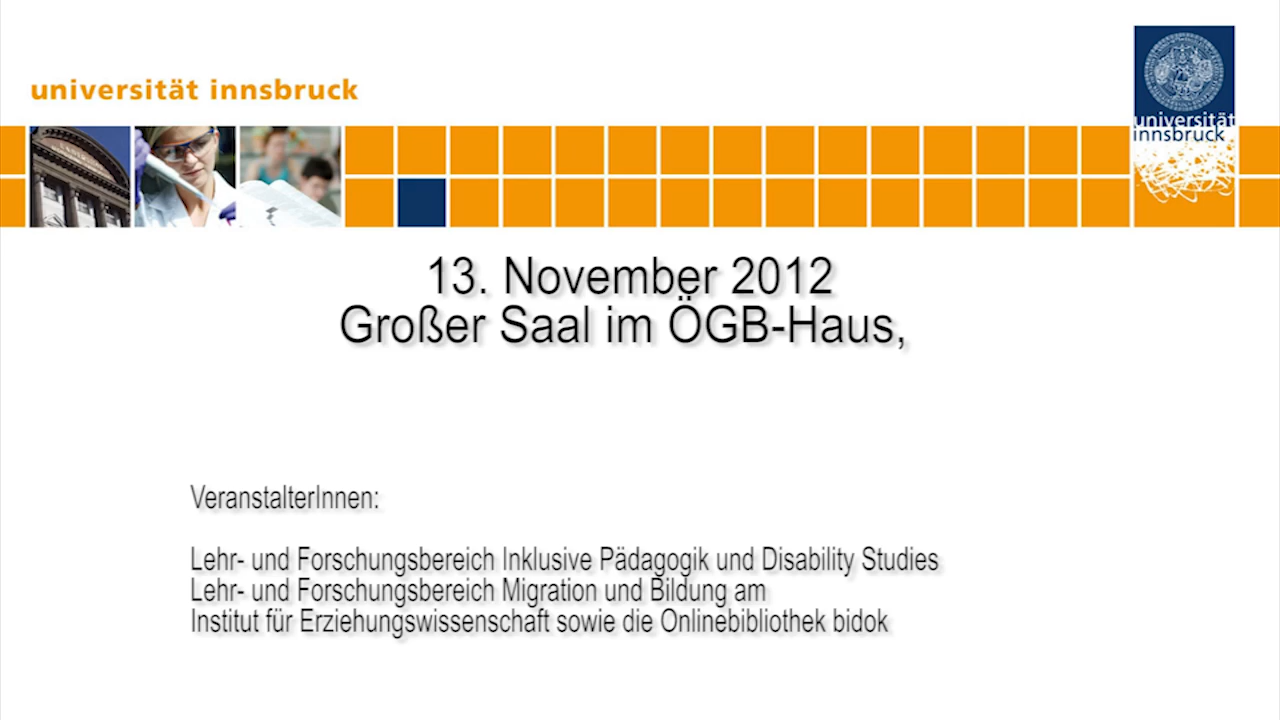 universität innsbruck
universität
innsbruck
13. November 2012
Großer Saal im ÖGB-Haus,
VeranstalterInnen:
Lehr- und Forschungsbereich Inklusive Pädagogik und Disability Studies
Lehr- und Forschungsbereich Migration und Bildung am
Institut für Erziehungswissenschaft sowie die Onlinebibliothek bidok